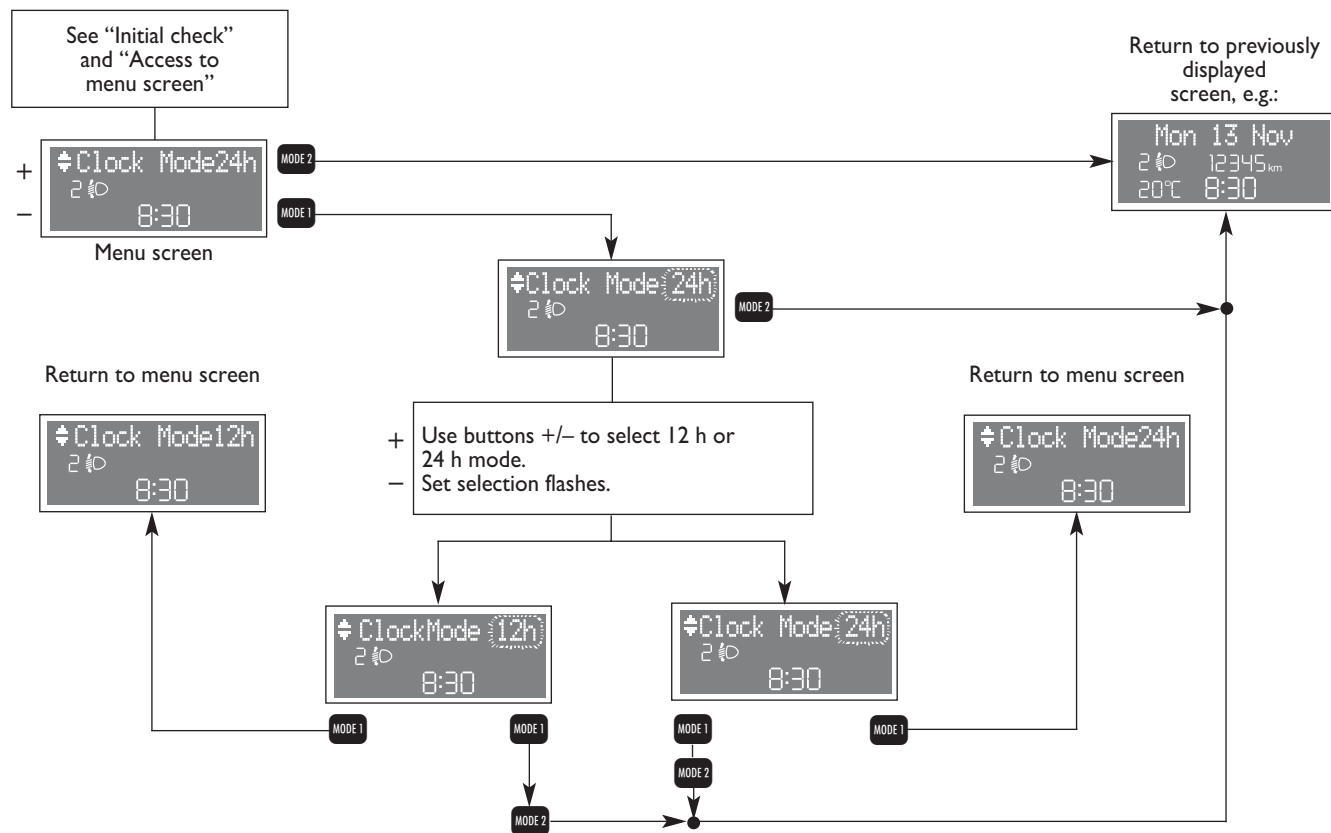 See “Initial check”
and “Access to
menu screen”
Return to previously
displayed
screen, e.g.:
+
−
Clock Mode24h
2
8:30
Menu screen
MODE 2
MODE 1
Mon 13 Nov
2 12345 km
20°C 8:30
Clock Mode 24h
2
8:30
MODE 2
Return to menu screen
Clock Mode12h
2
8:30
+ Use buttons +/– to select 12 h or
24 h mode.
− Set selection flashes.
Return to menu screen
Clock Mode24h
2
8:30
ClockMode 12h
2
8:30
Clock Mode 24h
2
8:30
MODE 1
MODE 1
MODE 1
MODE 1
MODE 2
MODE 2